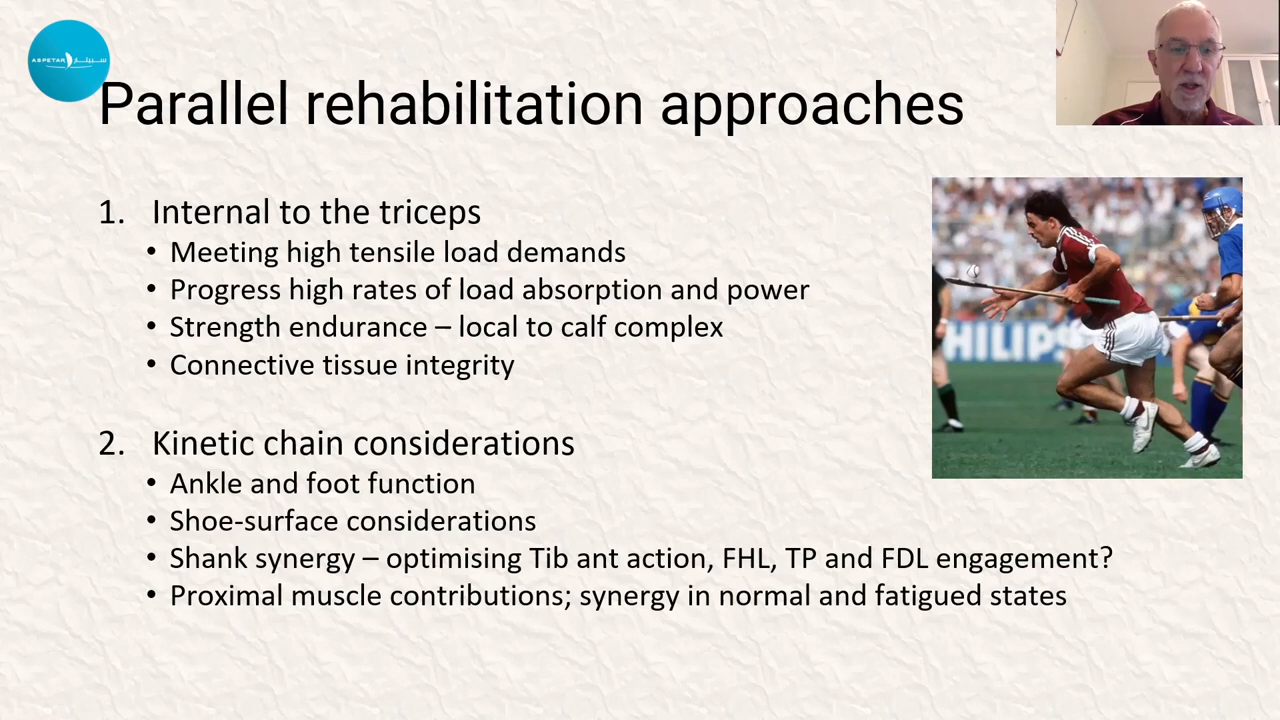 ASPETAR سبيتار
Parallel rehabilitation approaches
1. Internal to the triceps
• Meeting high tensile load demands
• Progress high rates of load absorption and power
• Strength endurance – local to calf complex
• Connective tissue integrity
PHILIPS
2. Kinetic chain considerations
• Ankle and foot function
• Shoe-surface considerations
• Shank synergy – optimising Tib ant action, FHL, TP and FDL engagement?
• Proximal muscle contributions; synergy in normal and fatigued states